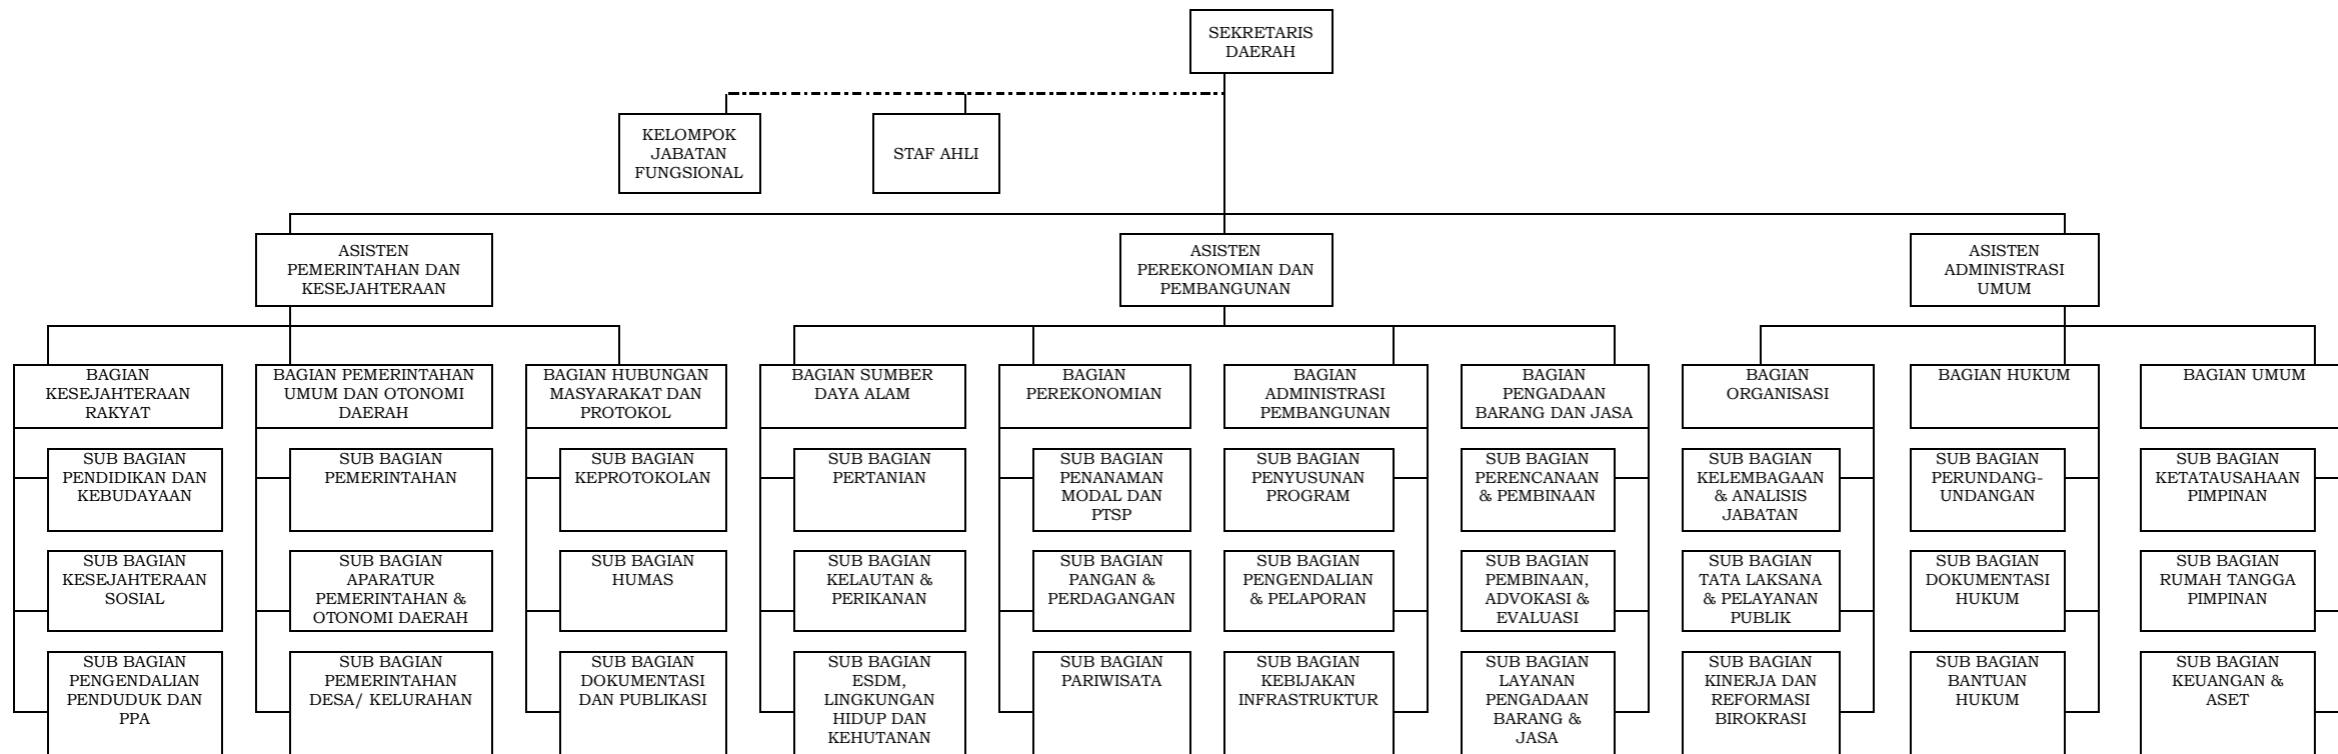 SEKRETARIS
DAERAH
KELOMPOK
JABATAN
FUNGSIONAL
STAF AHLI
ASISTEN
PEMERINTAHAN DAN
KESEJAHTERAAN
ASISTEN
PEREKONOMIAN DAN
PEMBANGUNAN
ASISTEN
ADMINISTRASI
UMUM
BAGIAN
KESEJAHTERAAN
RAKYAT
BAGIAN PEMERINTAHAN
UMUM DAN OTONOMI
DAERAH
BAGIAN HUBUNGAN
MASYARAKAT DAN
PROTOKOL
BAGIAN SUMBER
DAYA ALAM
BAGIAN
PEREKONOMIAN
BAGIAN
ADMINISTRASI
PEMBANGUNAN
BAGIAN
PENGADAAN
BARANG DAN JASA
BAGIAN
ORGANISASI
BAGIAN HUKUM
BAGIAN UMUM
SUB BAGIAN
PENDIDIKAN DAN
KEBUDAYAAN
SUB BAGIAN
PEMERINTAHAN
SUB BAGIAN
KEPROTOKOLAN
SUB BAGIAN
PERTANIAN
SUB BAGIAN
PENANAMAN
MODAL DAN
PTSP
SUB BAGIAN
PENYUSUNAN
PROGRAM
SUB BAGIAN
PERENCANAAN
& PEMBINAAN
SUB BAGIAN
KELEMBAGAAN
& ANALISIS
JABATAN
SUB BAGIAN
PERUNDANG-
UNDANGAN
SUB BAGIAN
KETATAUSAHAAN
PIMPINAN
SUB BAGIAN
KESEJAHTERAAN
SOSIAL
SUB BAGIAN
APARATUR
PEMERINTAHAN &
OTONOMI DAERAH
SUB BAGIAN
HUMAS
SUB BAGIAN
KELAUTAN &
PERIKANAN
SUB BAGIAN
PANGAN &
PERDAGANGAN
SUB BAGIAN
PENGENDALIAN
& PELAPORAN
SUB BAGIAN
PEMBINAAN,
ADVOKASI &
EVALUASI
SUB BAGIAN
TATA LAKSANA
& PELAYANAN
PUBLIK
SUB BAGIAN
DOKUMENTASI
HUKUM
SUB BAGIAN
RUMAH TANGGA
PIMPINAN
SUB BAGIAN
PENGENDALIAN
PENDUDUK DAN
PPA
SUB BAGIAN
PEMERINTAHAN
DESA/ KELURAHAN
SUB BAGIAN
DOKUMENTASI
DAN PUBLIKASI
SUB BAGIAN
ESDM,
LINGKUNGAN
HIDUP DAN
KEHUTANAN
SUB BAGIAN
PARIWISATA
SUB BAGIAN
KEBIJAKAN
INFRASTRUKTUR
SUB BAGIAN
LAYANAN
PENGADAAN
BARANG &
JASA
SUB BAGIAN
KINERJA DAN
REFORMASI
BIROKRASI
SUB BAGIAN
BANTUAN
HUKUM
SUB BAGIAN
KEUANGAN &
ASET